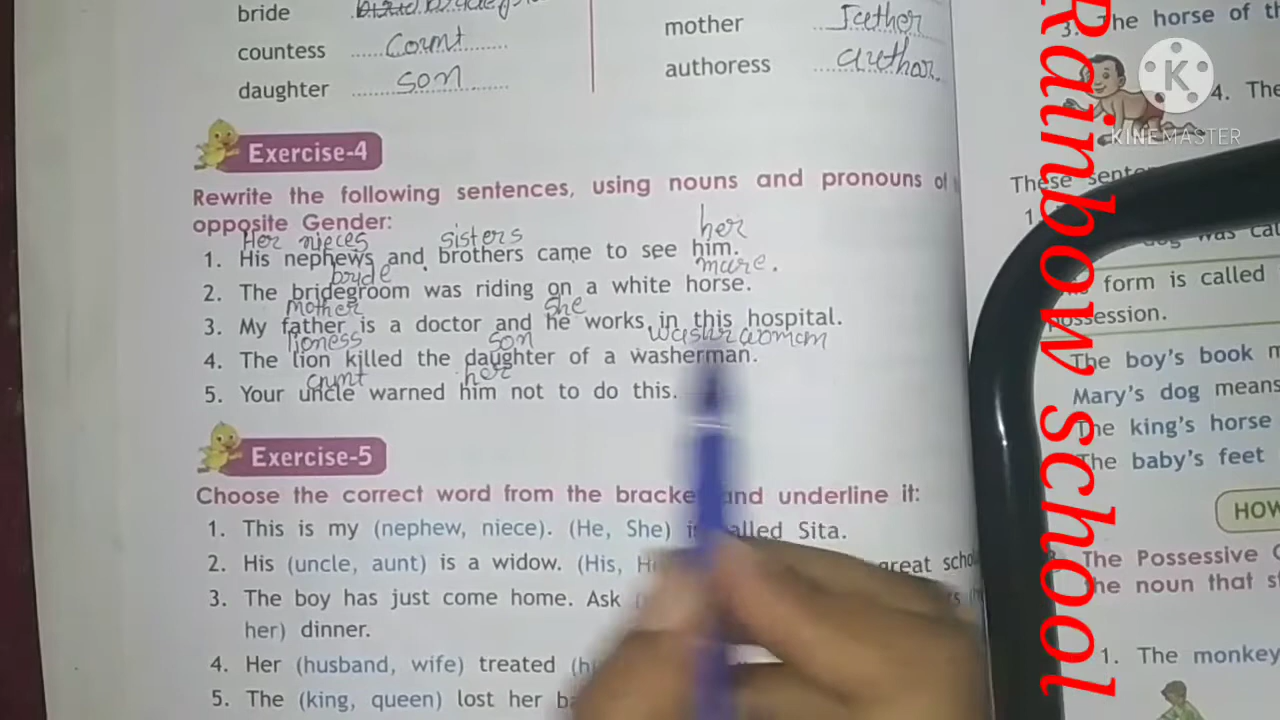 bride
countess Count
daughter son
mother
authoress
Exercise-4
Rewrite the following sentences, using nouns and pronouns of
opposite Gender:
Her nieces sisters her
1. His nephews and brothers came to see him.
bryde mare.
2. The bridegroom was riding on a white horse.
mother she
3. My father is a doctor and he works in this hospital.
lioness son
4. The lion killed the daughter of a washerman.
her
5. Your uncle warned him not to do this.
Exercise-5
Choose the correct word from the bracket and underline it:
1. This is my (nephew, niece). (He, She) is called Sita.
2. His (uncle, aunt) is a widow. (His, great
3. The boy has just come home. Ask
her) dinner.
4. Her (husband, wife) treated
5. The (king, queen) lost her
3. The horse of
4. The
These
1.
was
form is called
possession.
The boy's book
Mary's dog means
The king's horse
The baby's feet
HOW
The Possessive
the noun that
1. The monkey
KINEMASTER
Rainbow school